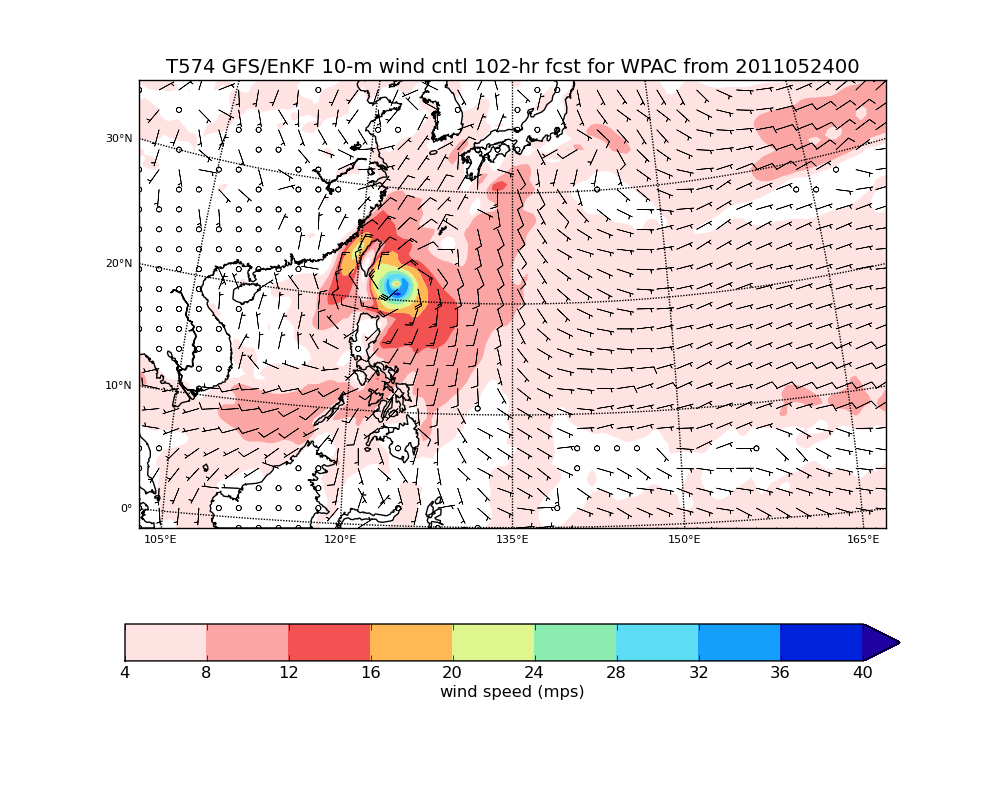 T574 GFS/EnKF 10-m wind cntl 102-hr fcst for WPAC from 2011052400
30°N
20°N
10°N
0°
105°E 120°E 135°E 150°E 165°E
4 8 12 16 20 24 28 32 36 40
wind speed (mps)